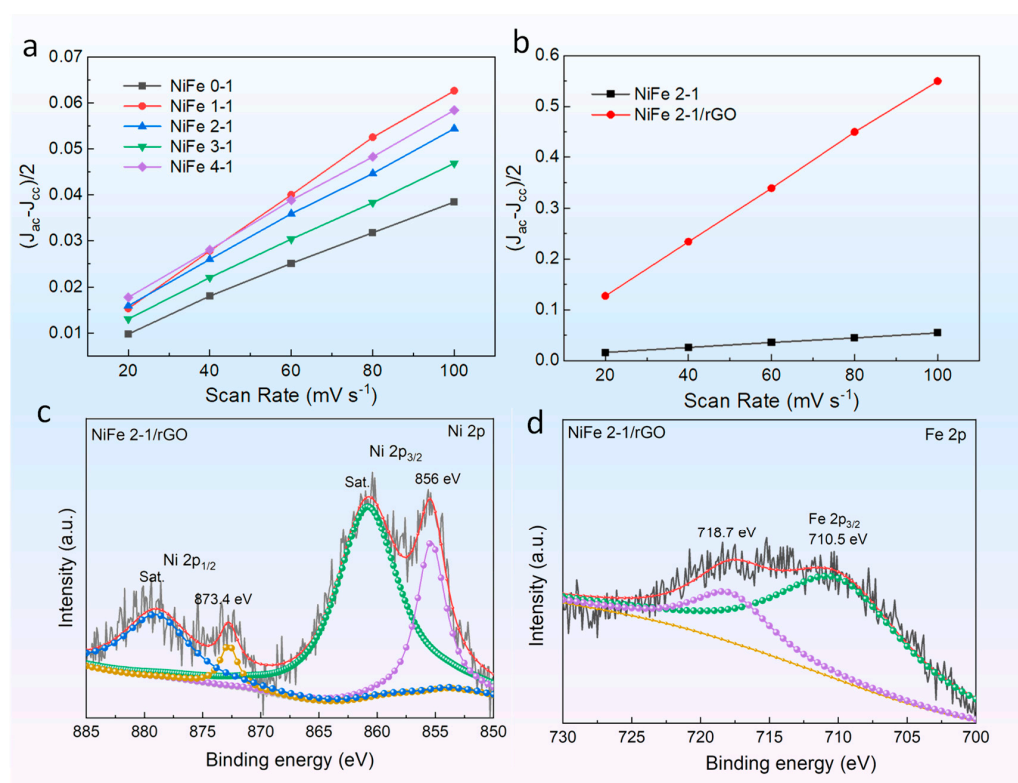 a
0.07
0.06
0.05
0.04
0.03
0.02
0.01
(Jac-Jcc)/2
NiFe 0-1
NiFe 1-1
NiFe 2-1
NiFe 3-1
NiFe 4-1
20 40 60 80 100
Scan Rate (mV s-1)
b
0.6
0.5
0.4
0.3
0.2
0.1
0.0
(Jac-Jcc)/2
NiFe 2-1
NiFe 2-1/rGO
20 40 60 80 100
Scan Rate (mV s-1)
c
NiFe 2-1/rGO
Ni 2p
Ni 2p3/2
Sat.
856 eV
Ni 2p1/2
Sat.
873.4 eV
Intensity (a.u.)
885 880 875 870 865 860 855 850
Binding energy (eV)
d
NiFe 2-1/rGO
Fe 2p
Fe 2p3/2
718.7 eV
710.5 eV
Intensity (a.u.)
730 725 720 715 710 705 700
Binding energy (eV)